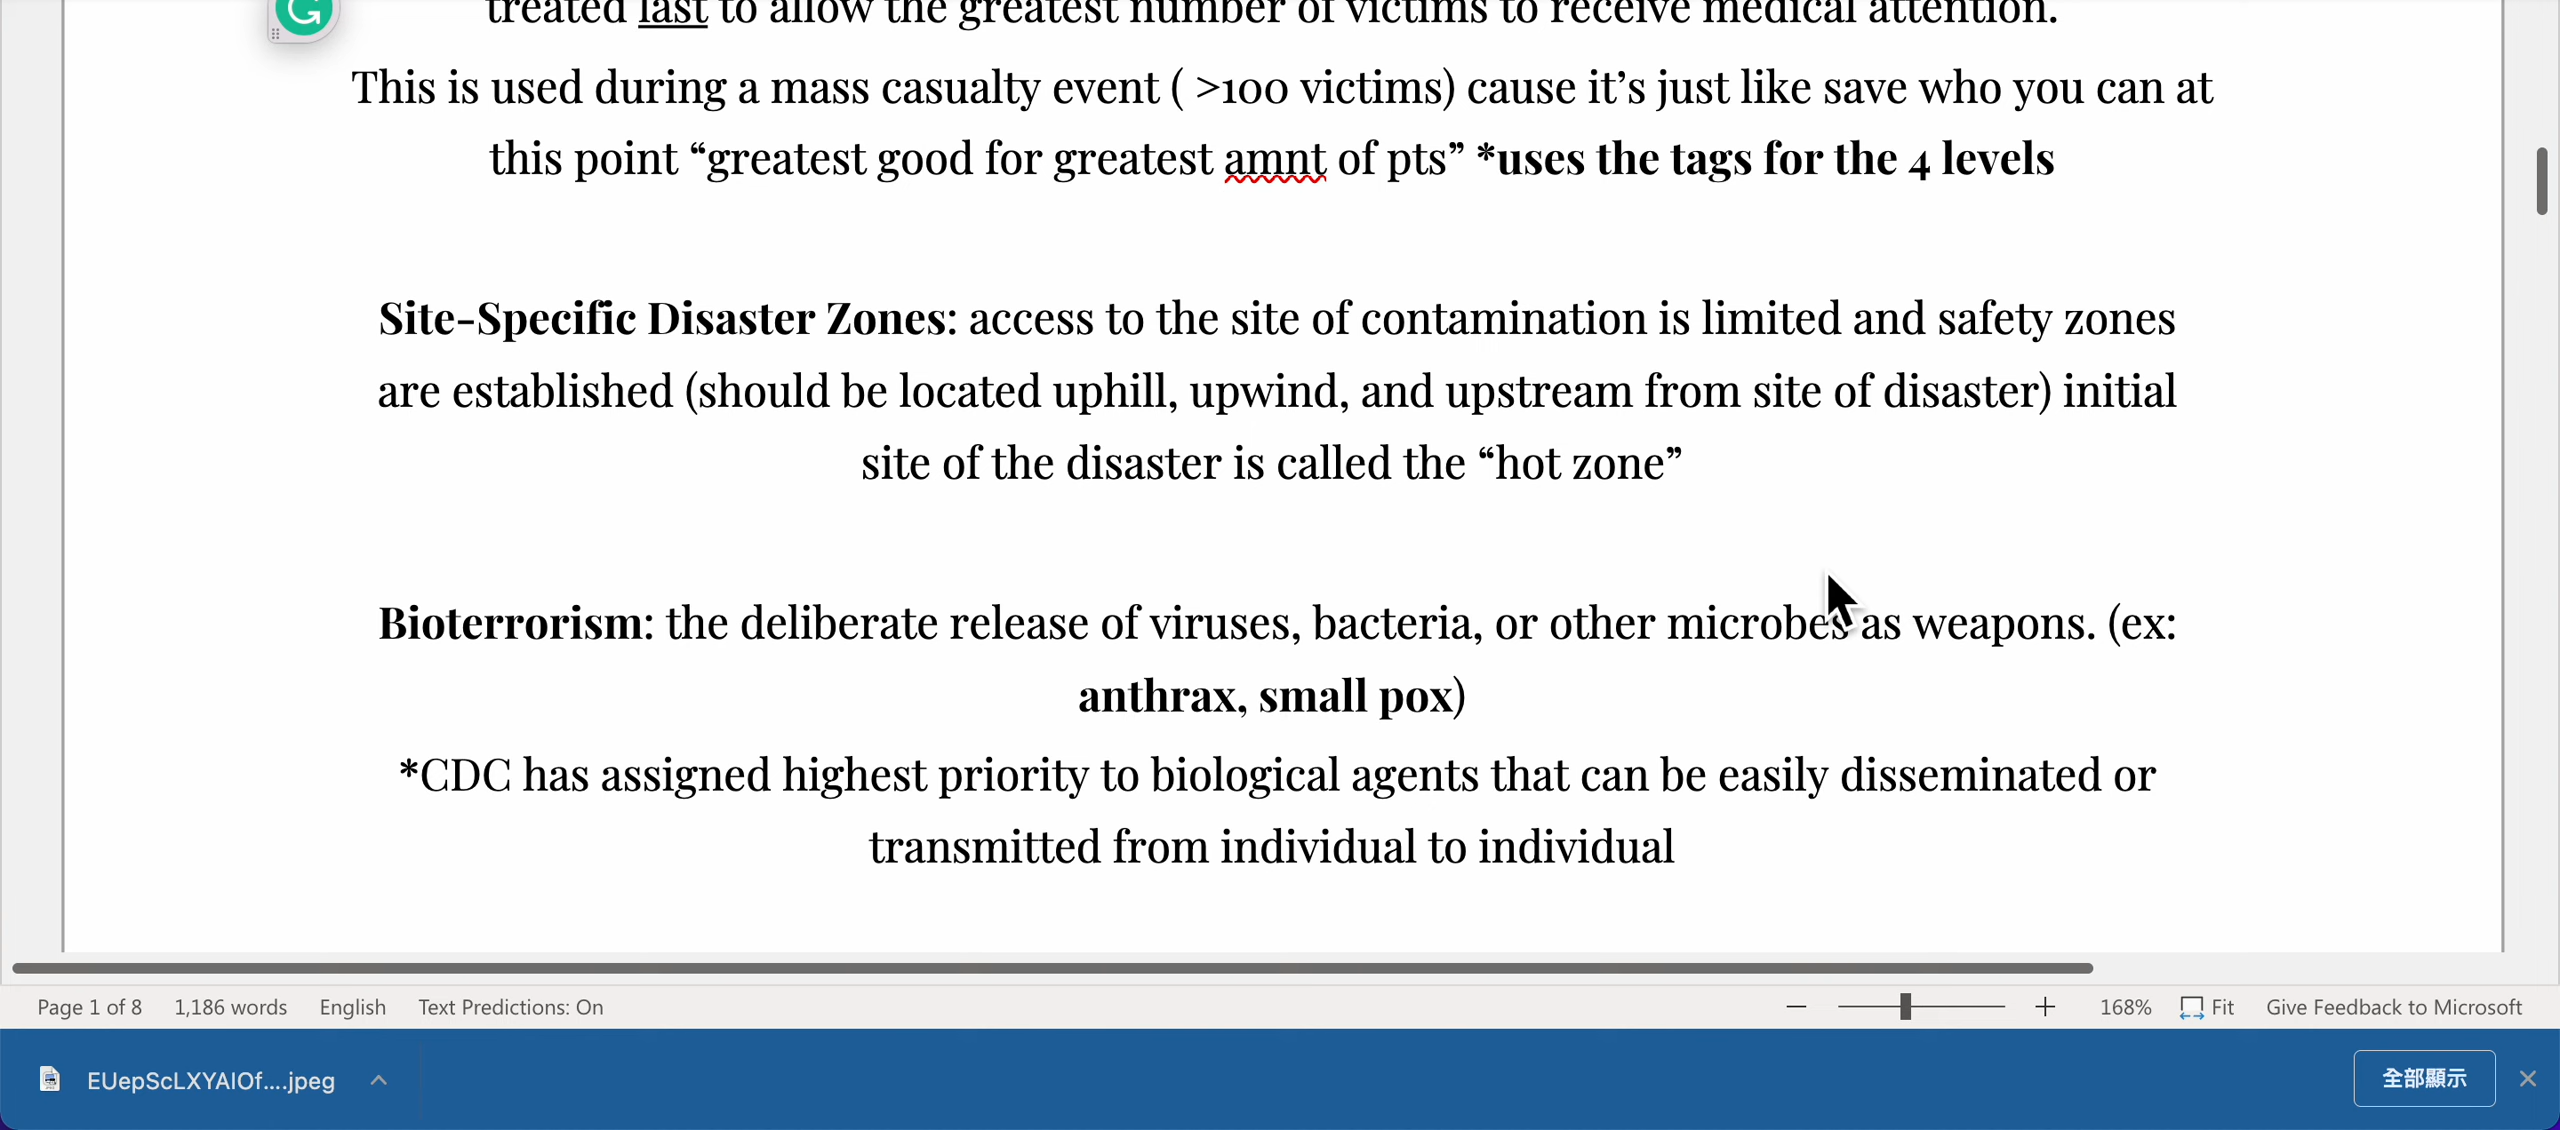 treated last to allow the greatest number of victims to receive medical attention.
This is used during a mass casualty event ( >100 victims) cause it’s just like save who you can at
this point “greatest good for greatest amnt of pts” *uses the tags for the 4 levels
Site-Specific Disaster Zones: access to the site of contamination is limited and safety zones
are established (should be located uphill, upwind, and upstream from site of disaster) initial
site of the disaster is called the “hot zone”
Bioterrorism: the deliberate release of viruses, bacteria, or other microbes as weapons. (ex:
anthrax, small pox)
*CDC has assigned highest priority to biological agents that can be easily disseminated or
transmitted from individual to individual
Page 1 of 8 1,186 words English Text Predictions: On 168% Fit Give Feedback to Microsoft
EUepScLXYAIOf....jpeg 全部顯示